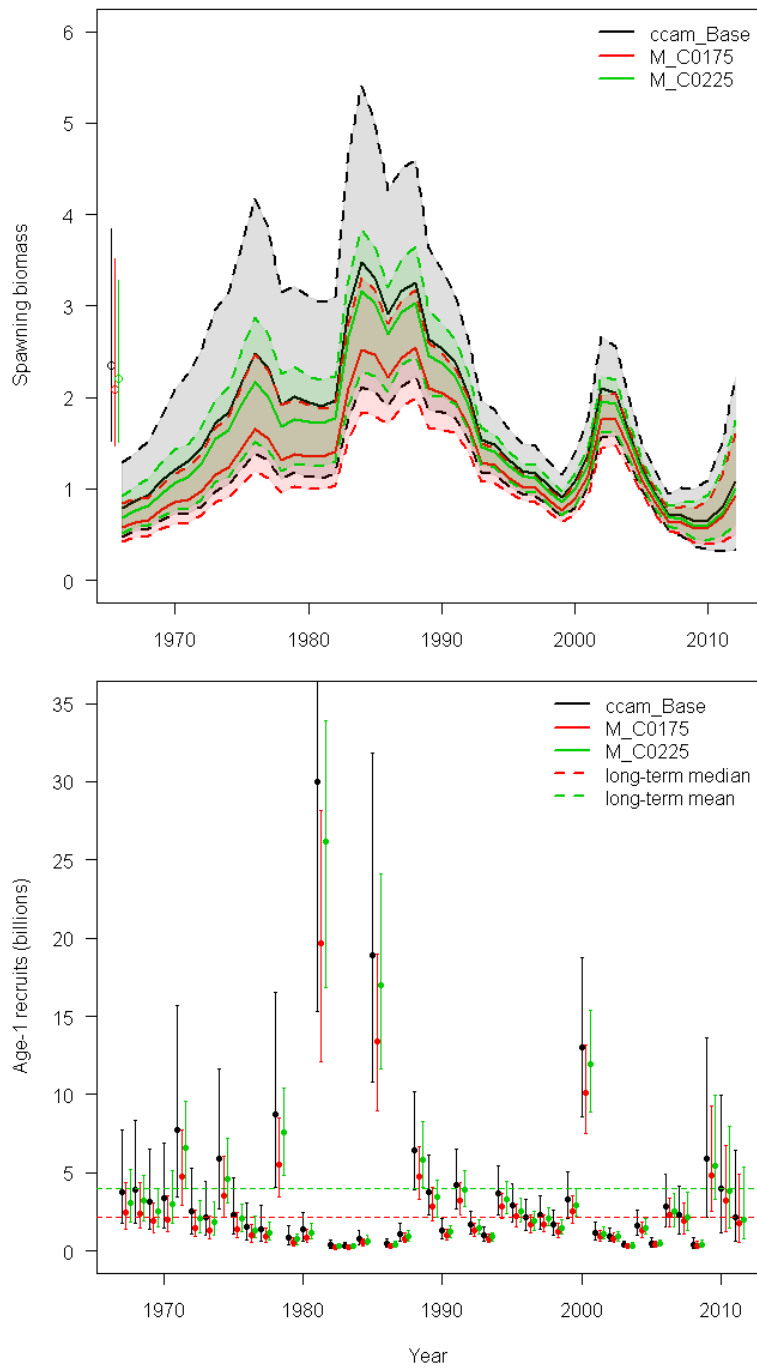 6
5
4
3
2
1
0
Spawning biomass
ccam_Base
M_C0175
M_C0225
1970 1980 1990 2000 2010
35
30
25
20
15
10
5
0
Age-1 recruits (billions)
ccam_Base
M_C0175
M_C0225
long-term median
long-term mean
1970 1980 1990 2000 2010
Year